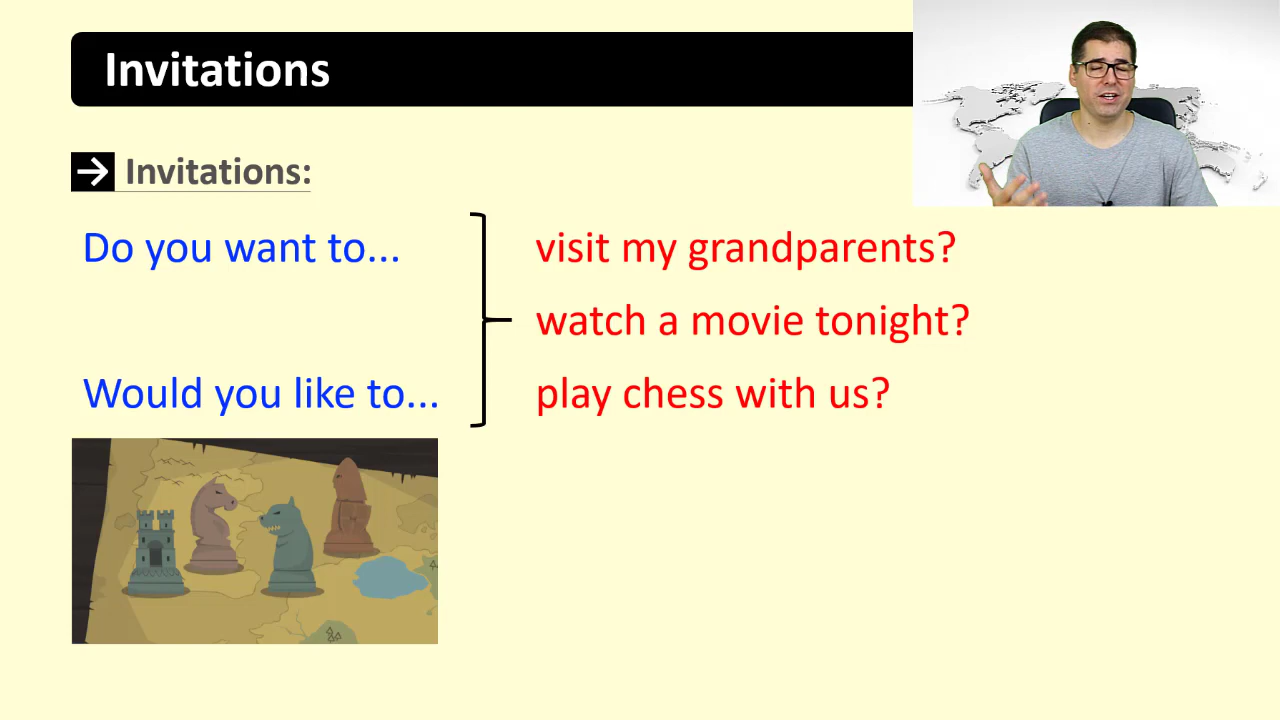 Invitations
Invitations:
Do you want to...
visit my grandparents?
watch a movie tonight?
Would you like to...
play chess with us?